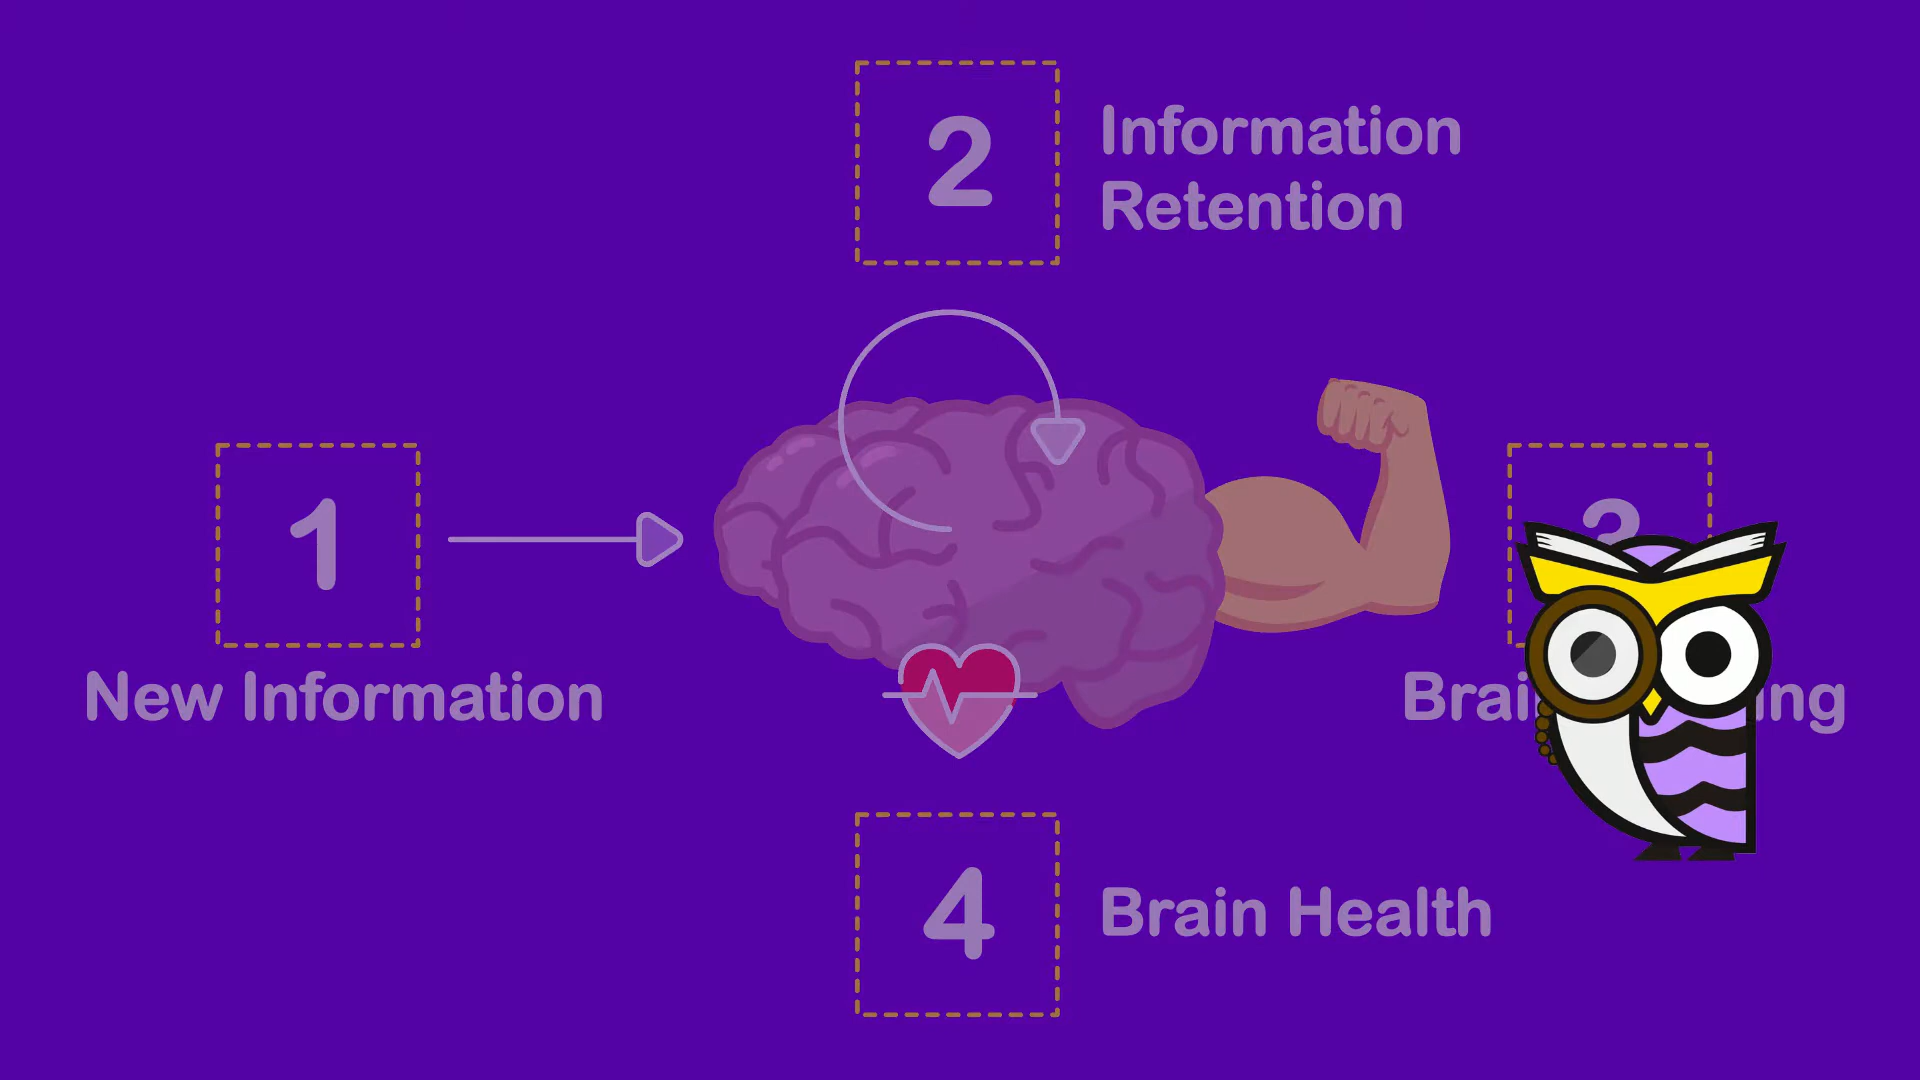 2
Information
Retention
1
New Information
4
Brain Health